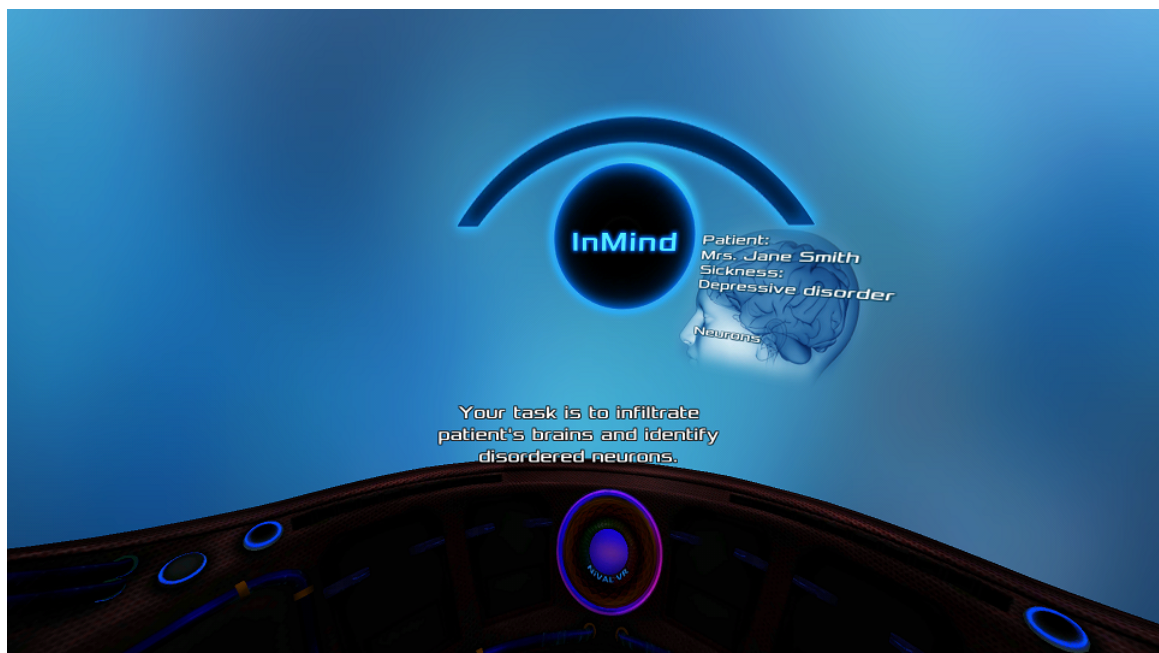 InMind
Patient:
Mrs. Jane Smith
Sickness:
Depressive disorder
Neurons
Your task is to infiltrate
patient's brains and identify
disordered neurons.
NIVAL VR